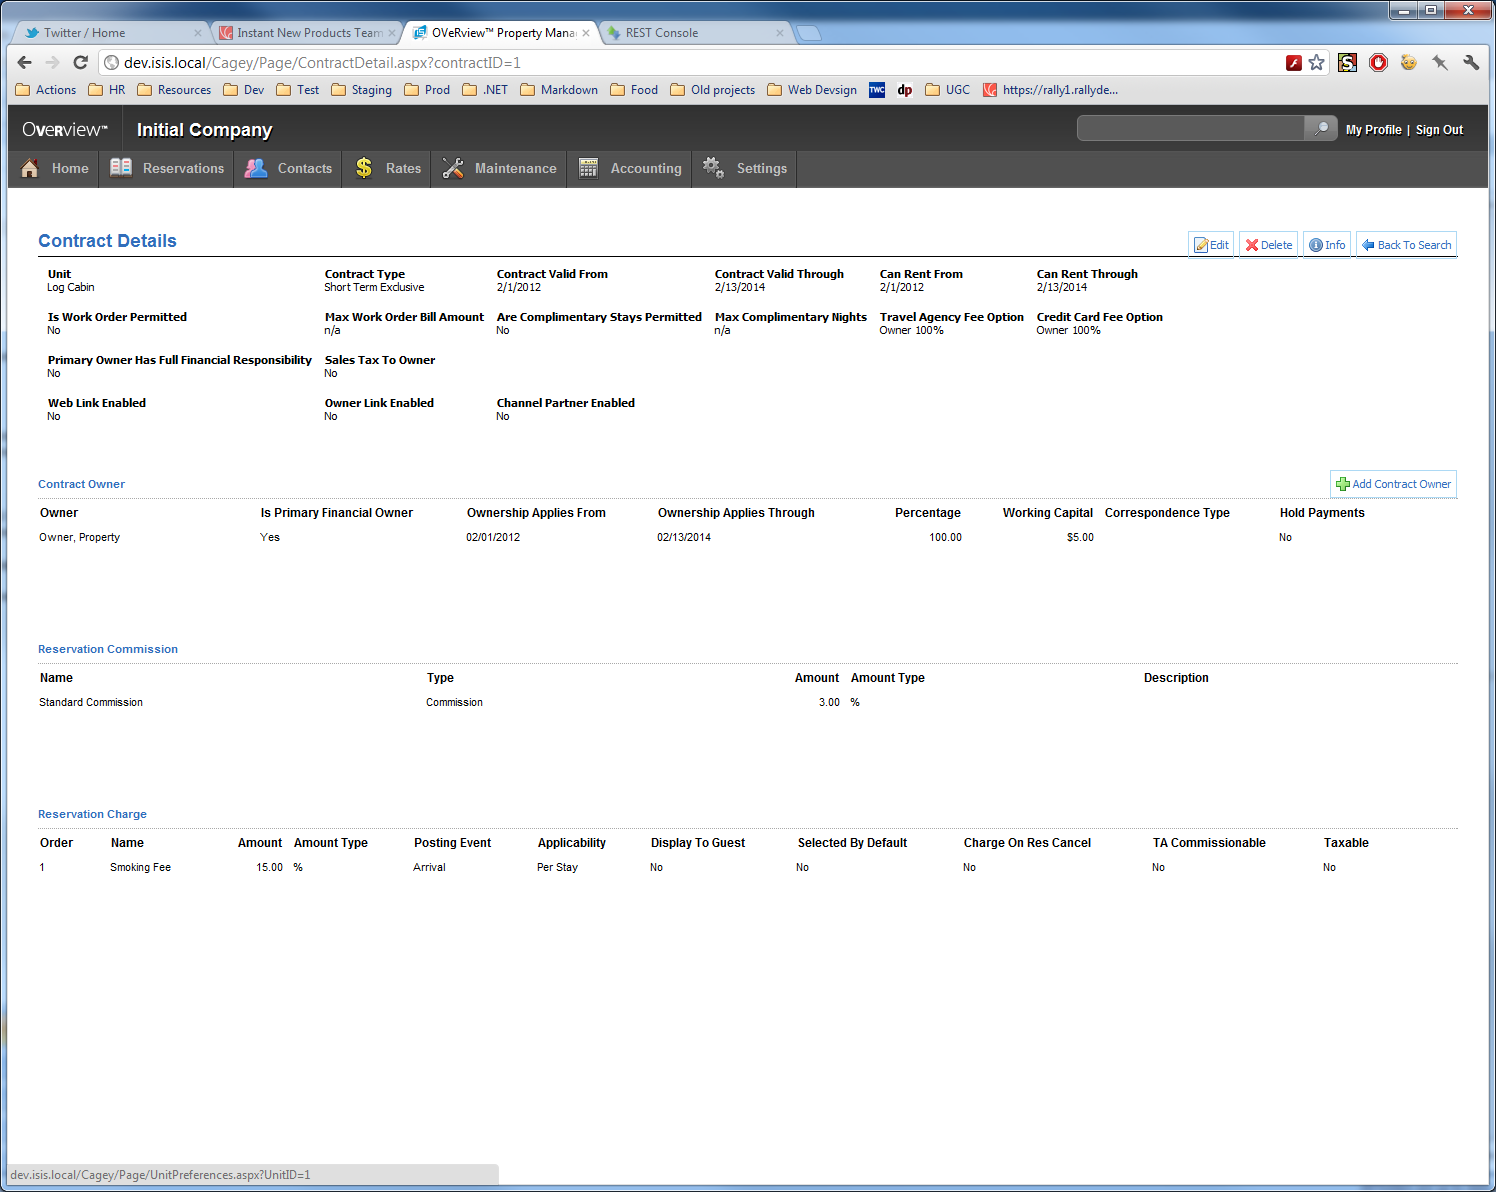 Twitter / Home
Instant New Products Team
OVeRview™ Property Mana
REST Console
dev.isis.local/Cagey/Page/ContractDetail.aspx?contractID=1
Actions HR Resources Dev Test Staging Prod .NET Markdown Food Old projects Web Devsign TWC dp UGC https://rally1.rallyde...
OVeRview™ Initial Company My Profile | Sign Out
Home Reservations Contacts Rates Maintenance Accounting Settings
Contract Details Edit Delete Info Back To Search
Unit Contract Type Contract Valid From Contract Valid Through Can Rent From Can Rent Through
Log Cabin Short Term Exclusive 2/1/2012 2/13/2014 2/1/2012 2/13/2014
Is Work Order Permitted Max Work Order Bill Amount Are Complimentary Stays Permitted Max Complimentary Nights Travel Agency Fee Option Credit Card Fee Option
No n/a No n/a Owner 100% Owner 100%
Primary Owner Has Full Financial Responsibility Sales Tax To Owner
No No
Web Link Enabled Owner Link Enabled Channel Partner Enabled
No No No
Contract Owner Add Contract Owner
Owner Is Primary Financial Owner Ownership Applies From Ownership Applies Through Percentage Working Capital Correspondence Type Hold Payments
Owner, Property Yes 02/01/2012 02/13/2014 100.00 $5.00 No
Reservation Commission
Name Type Amount Amount Type Description
Standard Commission Commission 3.00 %
Reservation Charge
Order Name Amount Amount Type Posting Event Applicability Display To Guest Selected By Default Charge On Res Cancel TA Commissionable Taxable
1 Smoking Fee 15.00 % Arrival Per Stay No No No No No
dev.isis.local/Cagey/Page/UnitPreferences.aspx?UnitID=1